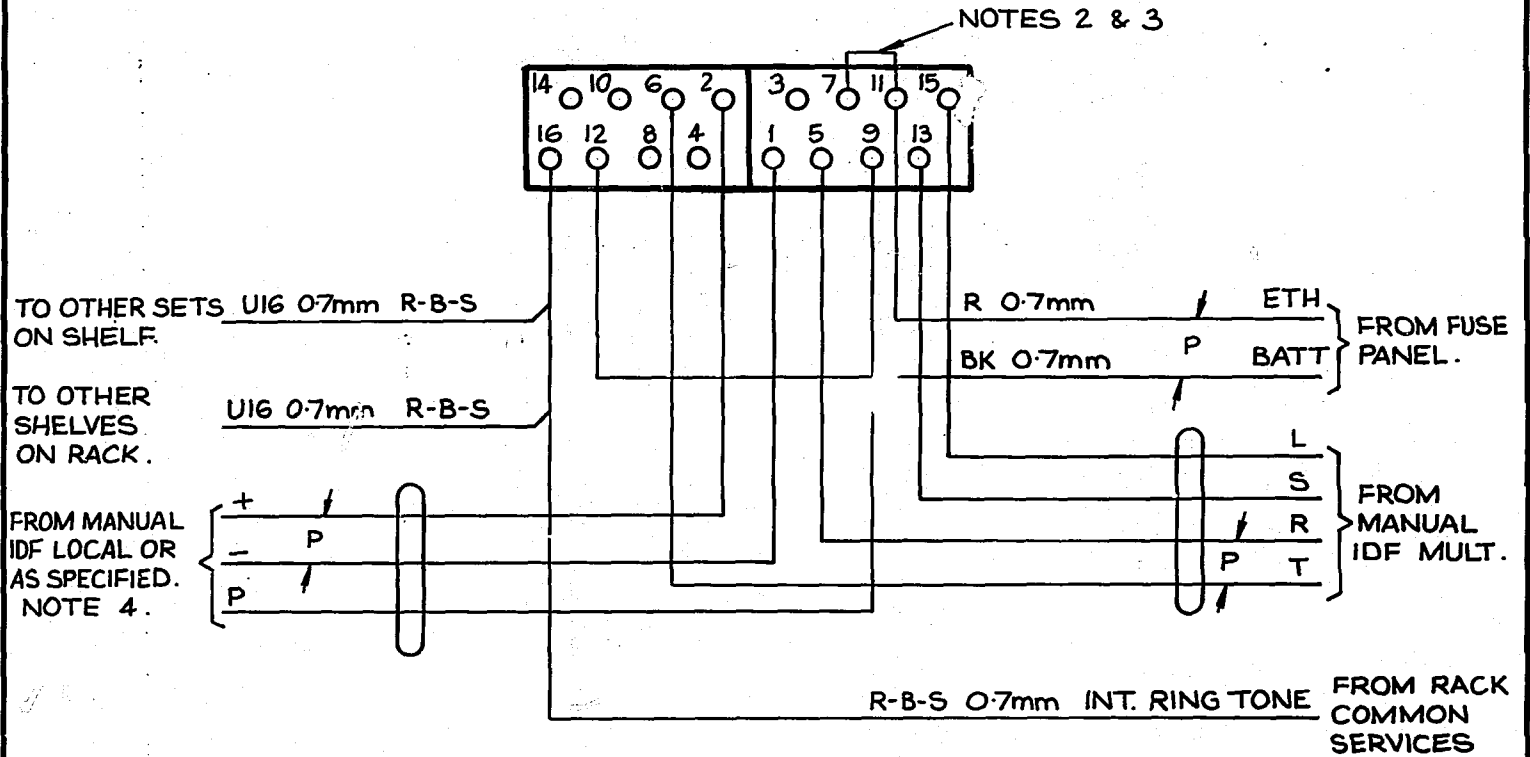 NOTES 2 & 3
14 10 6 2 3 7 11 15
16 12 8 4 1 5 9 13
TO OTHER SETS
ON SHELF.
U16 0·7mm R-B-S
TO OTHER
SHELVES
ON RACK.
U16 0·7mm R-B-S
FROM MANUAL
IDF LOCAL OR
AS SPECIFIED.
NOTE 4.
+
P
-
P
R 0·7mm
ETH
P
BK 0·7mm
BATT
FROM FUSE
PANEL.
L
S
R
P
T
FROM
MANUAL
IDF MULT.
R-B-S 0·7mm INT. RING TONE
FROM RACK
COMMON
SERVICES